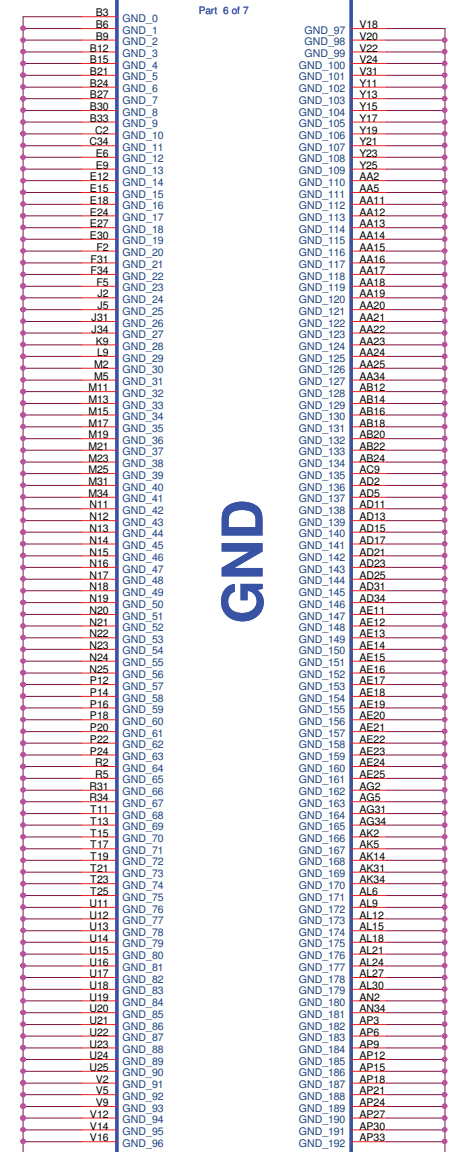 Part 6 of 7
B3 GND_0
B6 GND_1
B9 GND_2
B12 GND_3
B15 GND_4
B21 GND_5
B24 GND_6
B27 GND_7
B30 GND_8
B33 GND_9
C2 GND_10
C34 GND_11
E6 GND_12
E9 GND_13
E12 GND_14
E15 GND_15
E18 GND_16
E24 GND_17
E27 GND_18
E30 GND_19
F2 GND_20
F31 GND_21
F34 GND_22
F5 GND_23
J2 GND_24
J5 GND_25
J31 GND_26
J34 GND_27
K9 GND_28
L9 GND_29
M2 GND_30
M5 GND_31
M11 GND_32
M13 GND_33
M15 GND_34
M17 GND_35
M19 GND_36
M21 GND_37
M23 GND_38
M25 GND_39
M31 GND_40
M34 GND_41
N11 GND_42
N12 GND_43
N13 GND_44
N14 GND_45
N15 GND_46
N16 GND_47
N17 GND_48
N18 GND_49
N19 GND_50
N20 GND_51
N21 GND_52
N22 GND_53
N23 GND_54
N24 GND_55
N25 GND_56
P12 GND_57
P14 GND_58
P16 GND_59
P18 GND_60
P20 GND_61
P22 GND_62
P24 GND_63
R2 GND_64
R5 GND_65
R31 GND_66
R34 GND_67
T11 GND_68
T13 GND_69
T15 GND_70
T17 GND_71
T19 GND_72
T21 GND_73
T23 GND_74
T25 GND_75
U11 GND_76
U12 GND_77
U13 GND_78
U14 GND_79
U15 GND_80
U16 GND_81
U17 GND_82
U18 GND_83
U19 GND_84
U20 GND_85
U21 GND_86
U22 GND_87
U23 GND_88
U24 GND_89
U25 GND_90
V2 GND_91
V5 GND_92
V9 GND_93
V12 GND_94
V14 GND_95
V16 GND_96
GND
GND_97 V18
GND_98 V20
GND_99 V22
GND_100 V24
GND_101 V31
GND_102 Y11
GND_103 Y13
GND_104 Y15
GND_105 Y17
GND_106 Y19
GND_107 Y21
GND_108 Y23
GND_109 Y25
GND_110 AA2
GND_111 AA5
GND_112 AA11
GND_113 AA12
GND_114 AA13
GND_115 AA14
GND_116 AA15
GND_117 AA16
GND_118 AA17
GND_119 AA18
GND_120 AA19
GND_121 AA20
GND_122 AA21
GND_123 AA22
GND_124 AA23
GND_125 AA24
GND_126 AA25
GND_127 AA34
GND_128 AB12
GND_129 AB14
GND_130 AB16
GND_131 AB18
GND_132 AB20
GND_133 AB22
GND_134 AB24
GND_135 AC9
GND_136 AD2
GND_137 AD5
GND_138 AD11
GND_139 AD13
GND_140 AD15
GND_141 AD17
GND_142 AD21
GND_143 AD23
GND_144 AD25
GND_145 AD31
GND_146 AD34
GND_147 AE11
GND_148 AE12
GND_149 AE13
GND_150 AE14
GND_151 AE15
GND_152 AE16
GND_153 AE17
GND_154 AE18
GND_155 AE19
GND_156 AE20
GND_157 AE21
GND_158 AE22
GND_159 AE23
GND_160 AE24
GND_161 AE25
GND_162 AG2
GND_163 AG5
GND_164 AG31
GND_165 AG34
GND_166 AK2
GND_167 AK5
GND_168 AK14
GND_169 AK31
GND_170 AK34
GND_171 AL6
GND_172 AL9
GND_173 AL12
GND_174 AL15
GND_175 AL18
GND_176 AL21
GND_177 AL24
GND_178 AL27
GND_179 AL30
GND_180 AN2
GND_181 AN34
GND_182 AP3
GND_183 AP6
GND_184 AP9
GND_185 AP12
GND_186 AP15
GND_187 AP18
GND_188 AP21
GND_189 AP24
GND_190 AP27
GND_191 AP30
GND_192 AP33